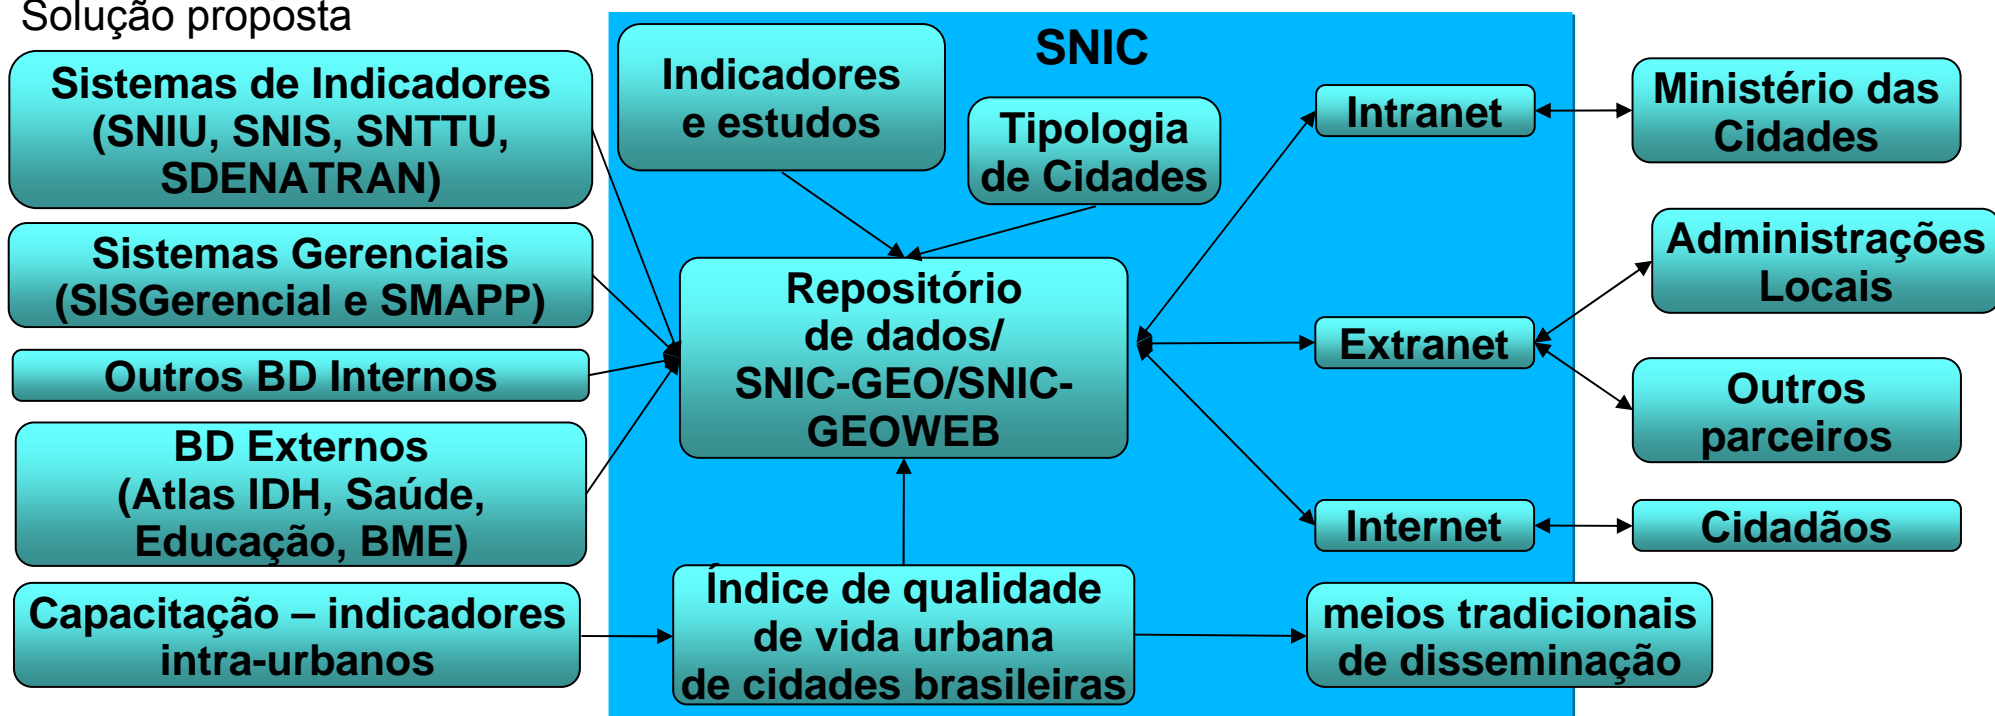 Solução proposta
Sistemas de Indicadores
(SNIU, SNIS, SNTTU,
SDENATRAN)
Sistemas Gerenciais
(SISGerencial e SMAPP)
Outros BD Internos
BD Externos
(Atlas IDH, Saúde,
Educação, BME)
Capacitação – indicadores
intra-urbanos
SNIC
Indicadores
e estudos
Tipologia
de Cidades
Repositório
de dados/
SNIC-GEO/SNIC-
GEOWEB
Índice de qualidade
de vida urbana
de cidades brasileiras
Intranet
Extranet
Internet
meios tradicionais
de disseminação
Ministério das
Cidades
Administrações
Locais
Outros
parceiros
Cidadãos